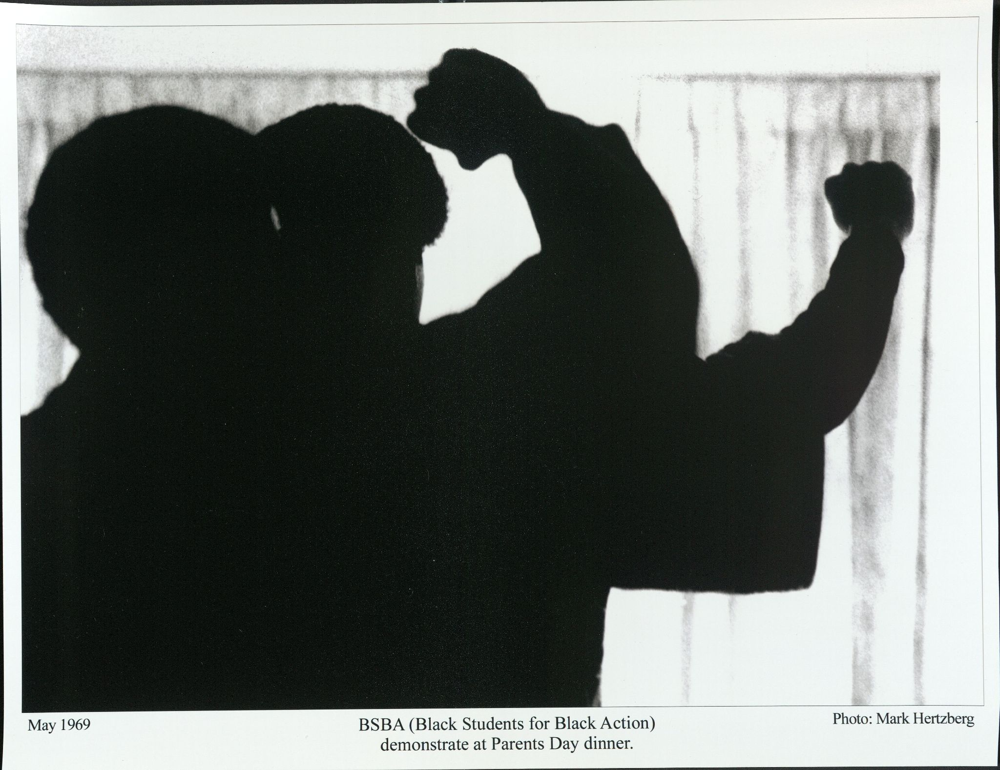 May 1969
BSBA (Black Students for Black Action)
demonstrate at Parents Day dinner.
Photo: Mark Hertzberg